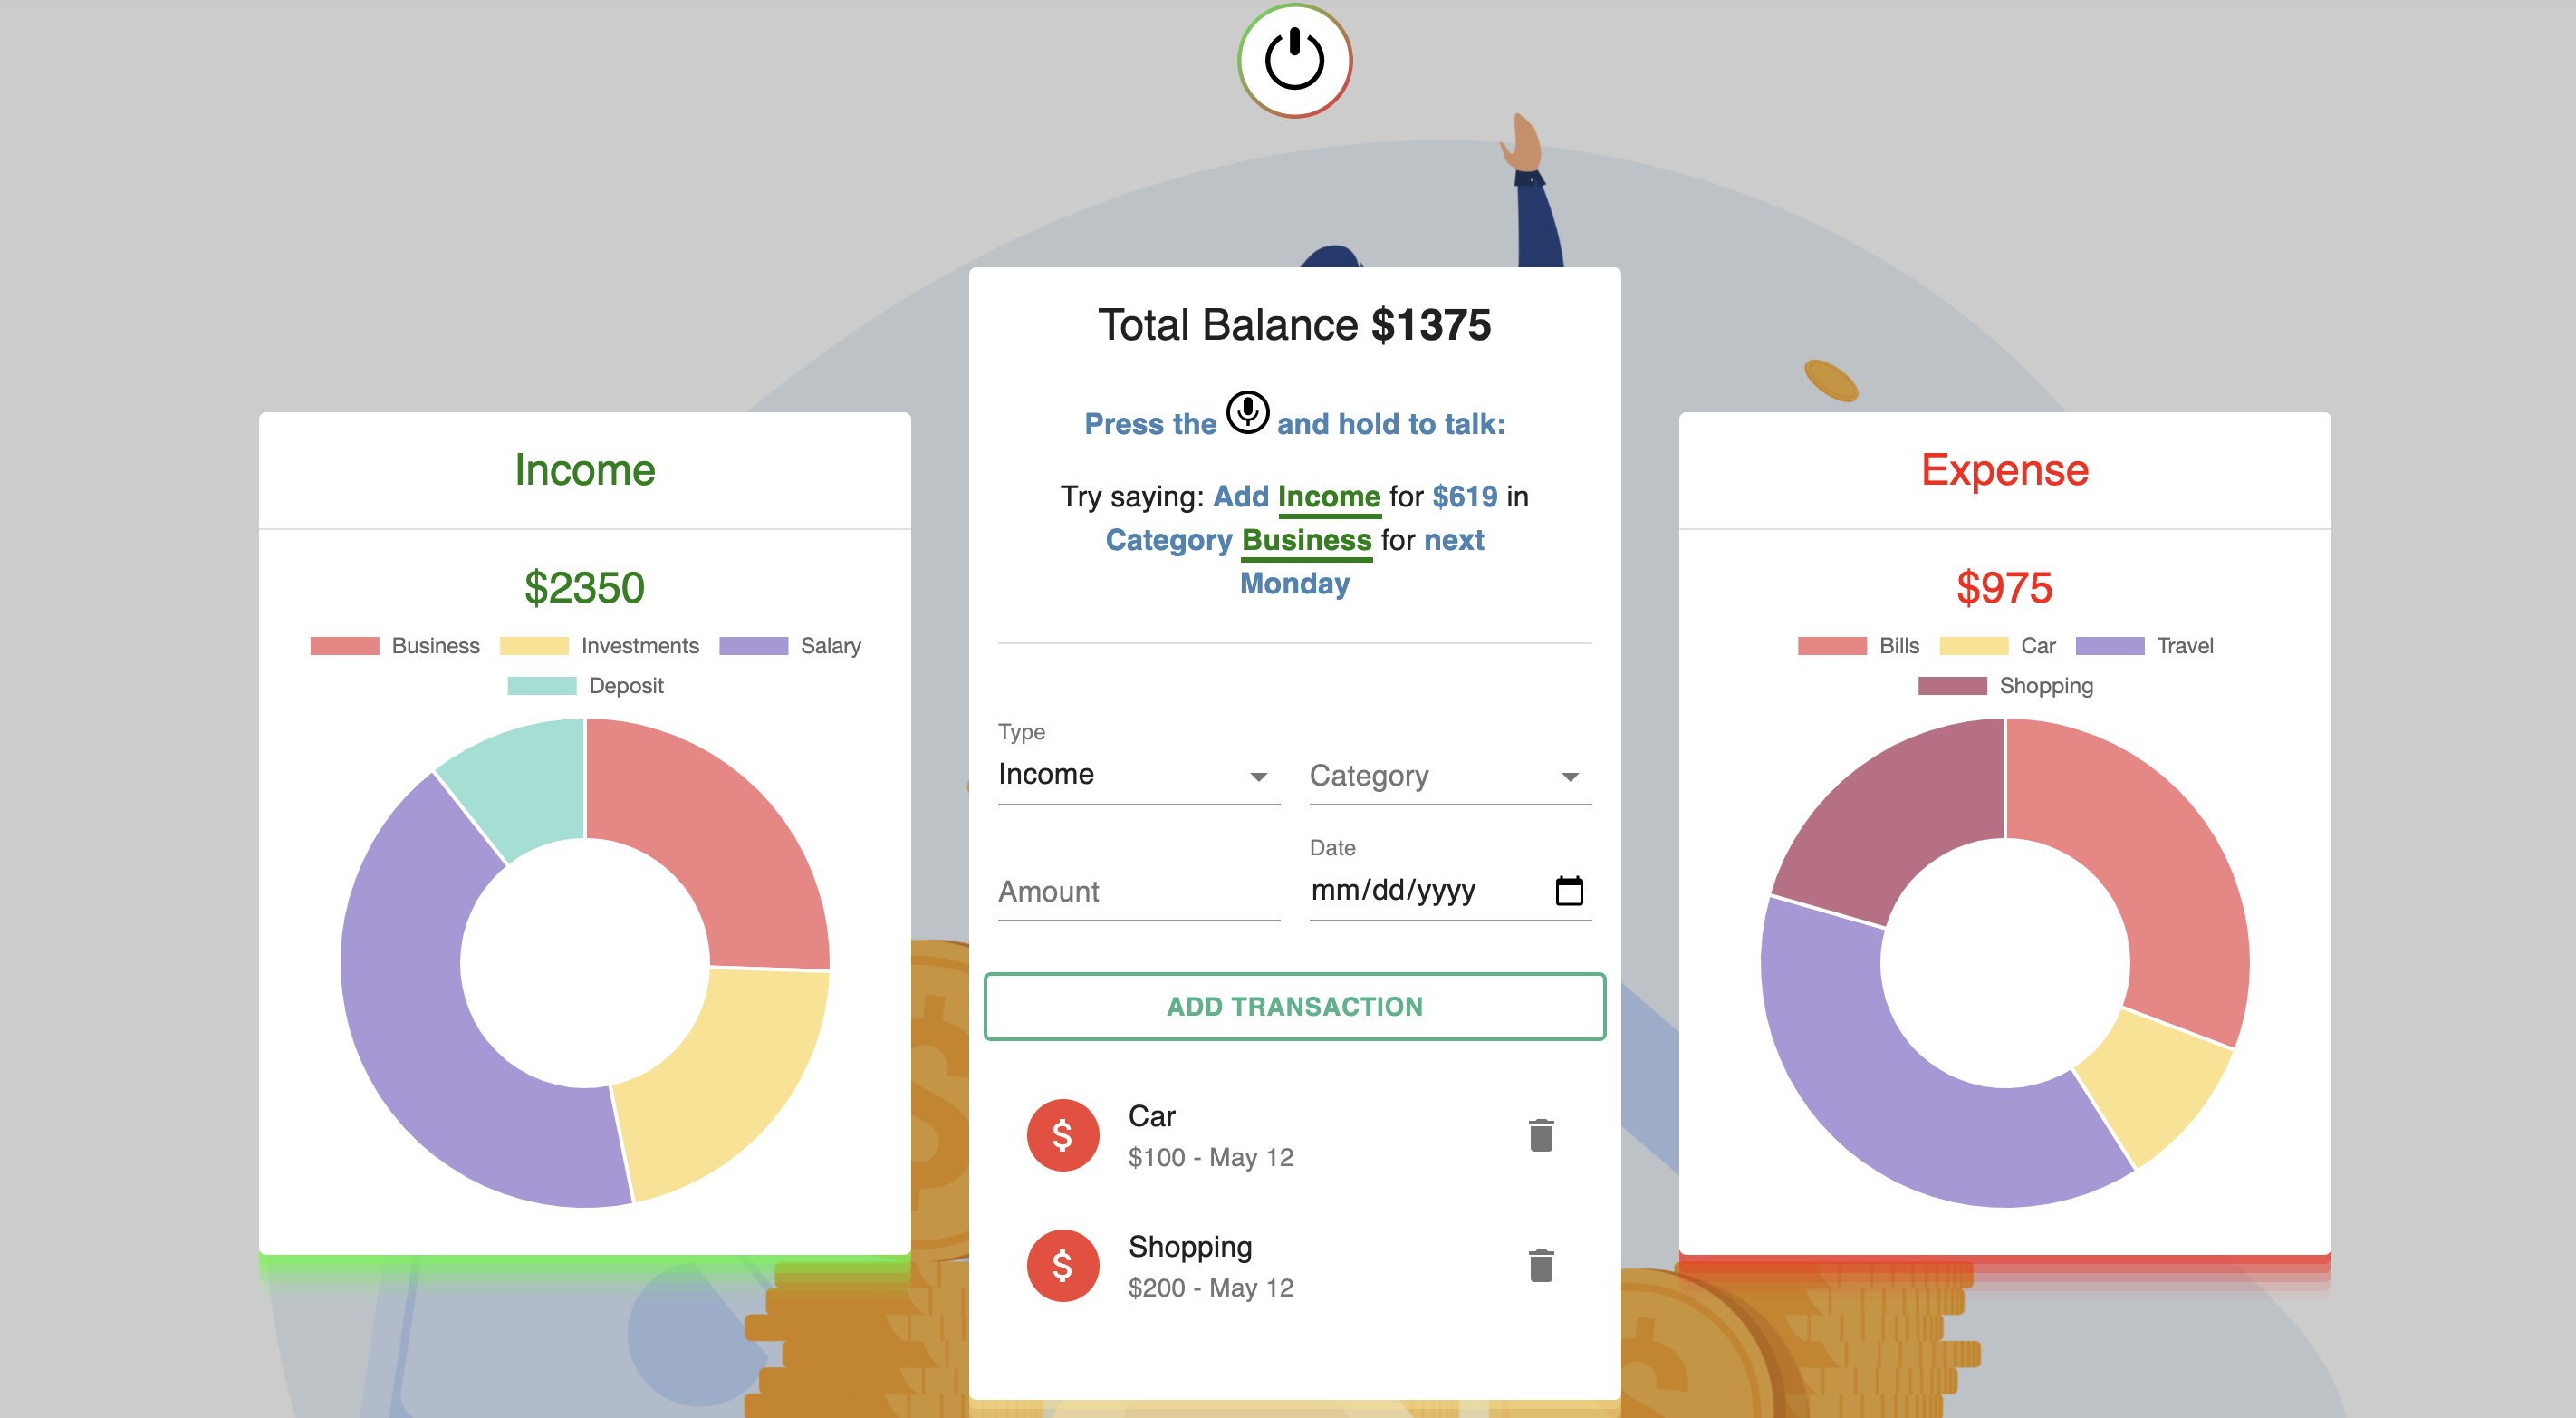 Income
$2350
Business Investments Salary
Deposit
Total Balance $1375
Press the and hold to talk:
Try saying: Add Income for $619 in
Category Business for next
Monday
Type
Income
Category
Amount
Date
mm/dd/yyyy
ADD TRANSACTION
$
Car
$100 - May 12
$
Shopping
$200 - May 12
Expense
$975
Bills Car Travel
Shopping